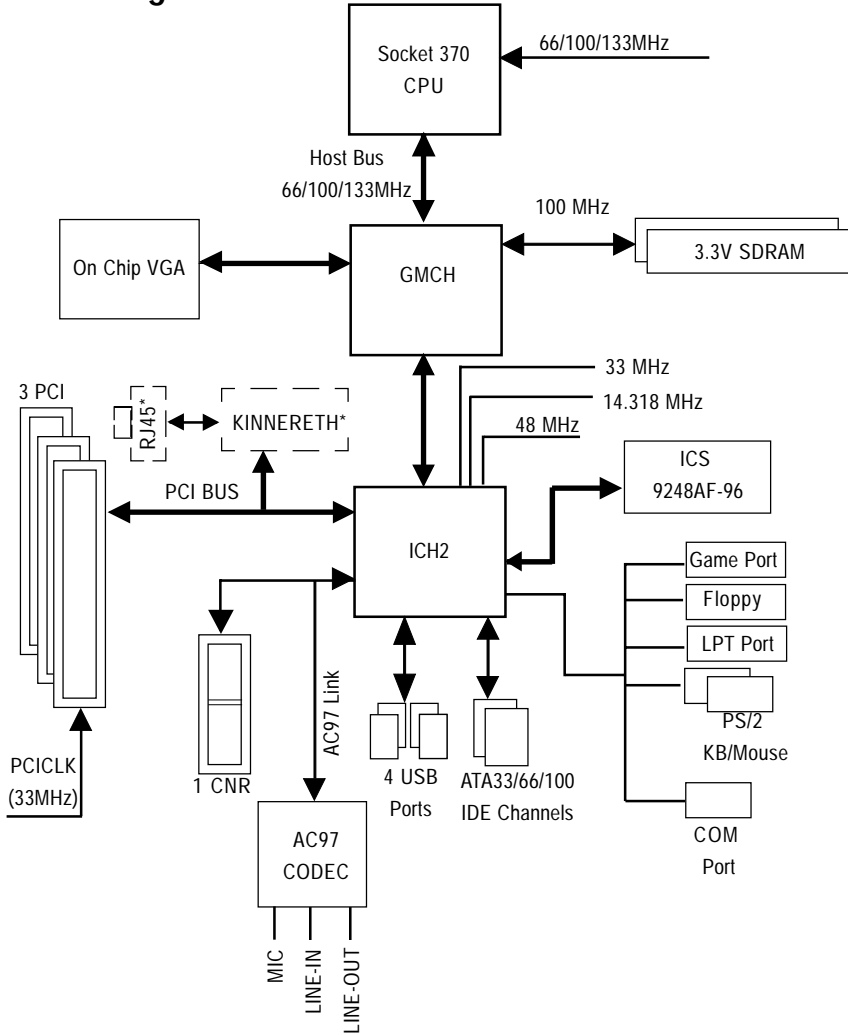 Socket 370
CPU
66/100/133MHz
Host Bus
66/100/133MHz
100 MHz
On Chip VGA
GMCH
3.3V SDRAM
33 MHz
14.318 MHz
48 MHz
3 PCI
RJ45*
KINNERETH*
ICS
9248AF-96
PCI BUS
ICH2
Game Port
Floppy
LPT Port
PS/2
KB/Mouse
AC97 Link
PCICLK
(33MHz)
1 CNR
4 USB
Ports
ATA33/66/100
IDE Channels
COM
Port
AC97
CODEC
MIC
LINE-IN
LINE-OUT